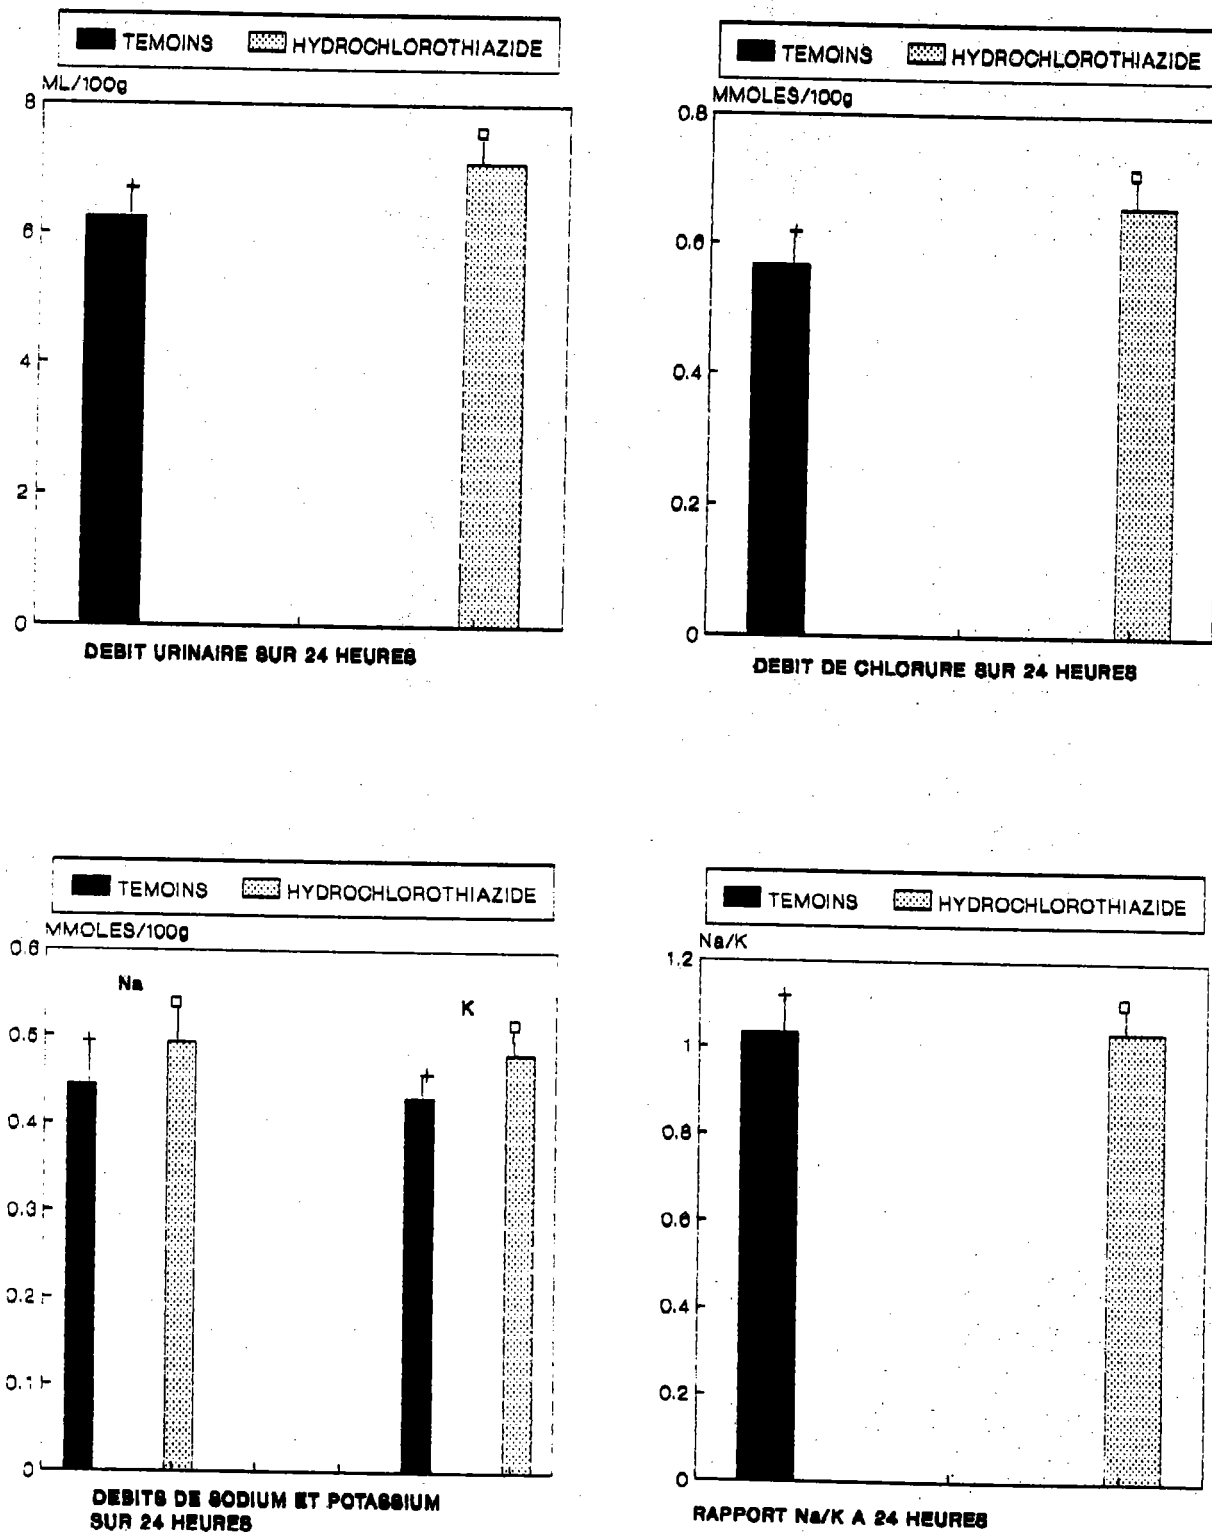 TEMOINS HYDROCHLOROTHIAZIDE
ML/100g
8
6
4
2
0
DEBIT URINAIRE SUR 24 HEURES
TEMOINS HYDROCHLOROTHIAZIDE
MMOLES/100g
0.8
0.6
0.4
0.2
0
DEBIT DE CHLORURE SUR 24 HEURES
TEMOINS HYDROCHLOROTHIAZIDE
MMOLES/100g
0.6
Na
K
0.5
0.4
0.3
0.2
0.1
0
DEBITS DE SODIUM ET POTASSIUM
SUR 24 HEURES
TEMOINS HYDROCHLOROTHIAZIDE
Na/K
1.2
1
0.8
0.6
0.4
0.2
0
RAPPORT Na/K A 24 HEURES